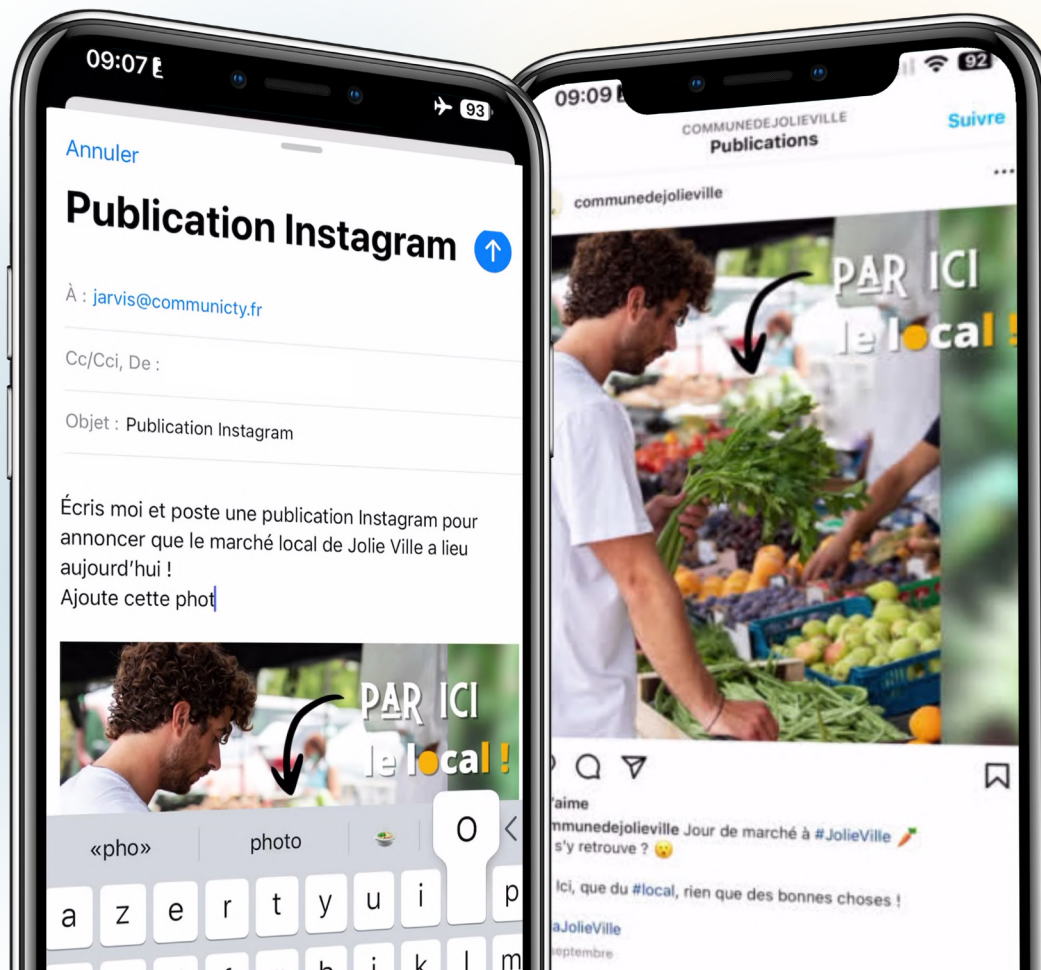 09:07
93
Annuler
Publication Instagram
À : jarvis@communicty.fr
Cc/Cci, De :
Objet : Publication Instagram
Écris moi et poste une publication Instagram pour
annoncer que le marché local de Jolie Ville a lieu
aujourd'hui !
Ajoute cette phot
PAR ICI
le local !
«pho» photo 🍜 O
a z e r t y u i p
h j k l m
09:09
92
COMMUNEDEJOLIEVILLE
Publications
Suivre
communedejolieville
PAR ICI
le local !
'aime
mmunedejolieville Jour de marché à #JolieVille 🥕
s'y retrouve ? 😮
Ici, que du #local, rien que des bonnes choses !
aJolieVille
eptembre